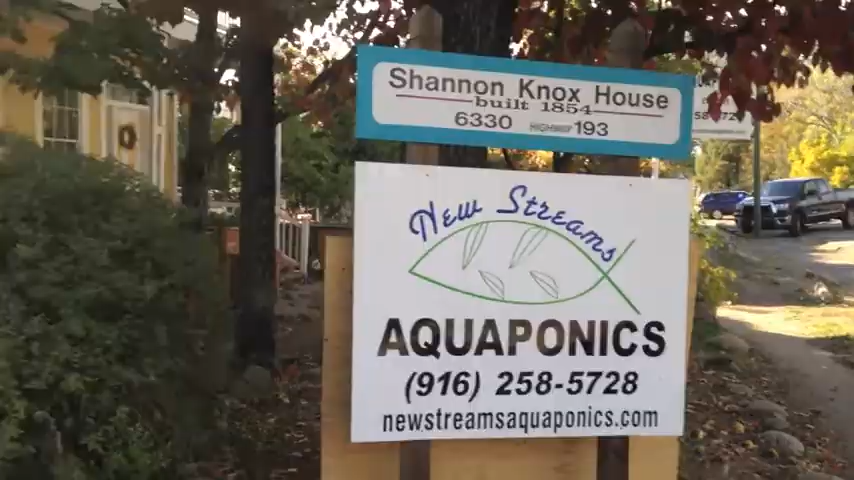 Shannon Knox House
built 1854
6330 HIGHWAY 193
New Streams
AQUAPONICS
(916) 258-5728
newstreamsaquaponics.com